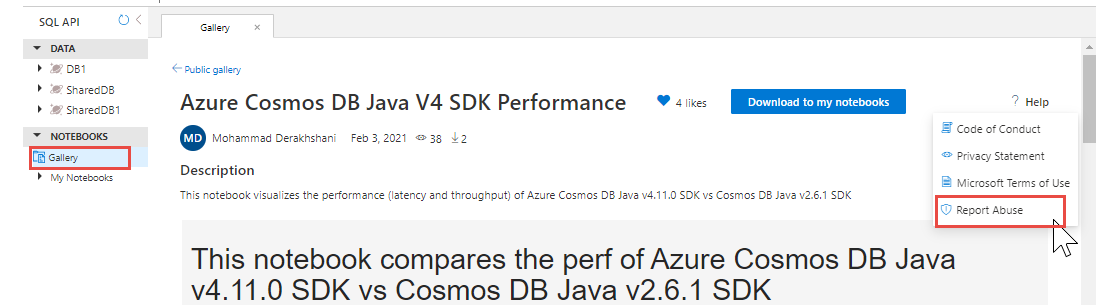 SQL API
DATA
DB1
SharedDB
SharedDB1
NOTEBOOKS
Gallery
My Notebooks
Gallery
Public gallery
Azure Cosmos DB Java V4 SDK Performance
4 likes
Download to my notebooks
Help
MD Mohammad Derakhshani Feb 3, 2021 38 2
Code of Conduct
Privacy Statement
Microsoft Terms of Use
Report Abuse
Description
This notebook visualizes the performance (latency and throughput) of Azure Cosmos DB Java v4.11.0 SDK vs Cosmos DB Java v2.6.1 SDK
This notebook compares the perf of Azure Cosmos DB Java
v4.11.0 SDK vs Cosmos DB Java v2.6.1 SDK